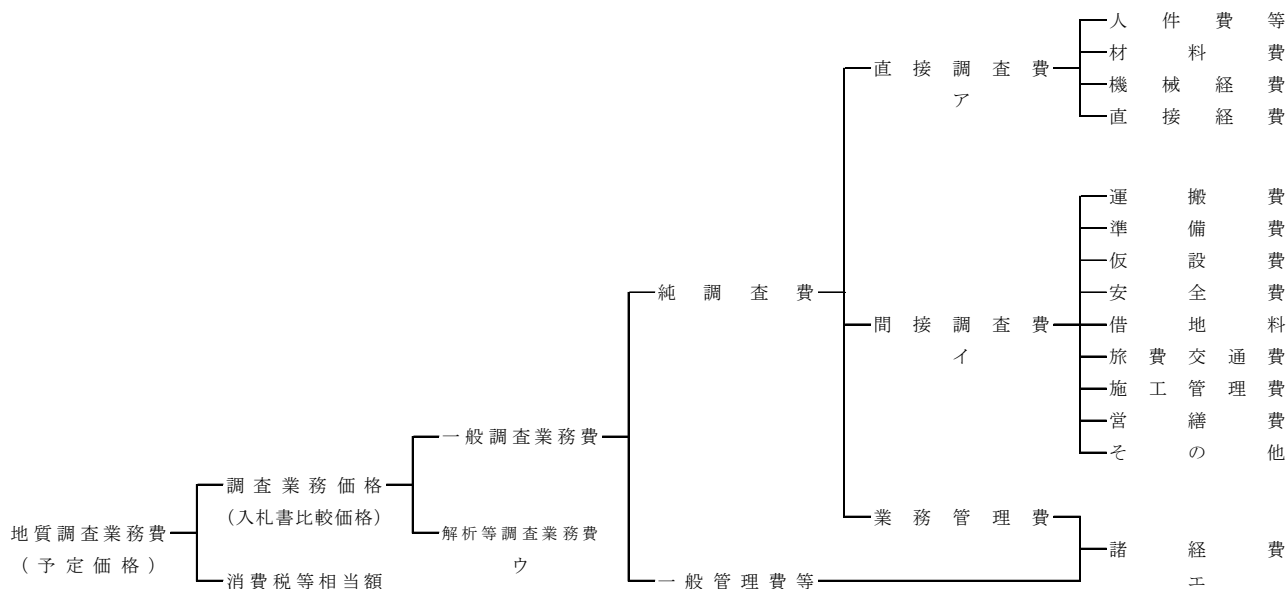 人件費等
材料費
直接調査費
機械経費
ア
直接経費
運搬費
準備費
仮設費
純調査費
安全費
間接調査費
借地料
イ
旅費交通費
施工管理費
営繕費
一般調査業務費
その他
調査業務価格
(入札書比較価格)
業務管理費
地質調査業務費
(予定価格)
解析等調査業務費
ウ
諸経費
消費税等相当額
一般管理費等
エ